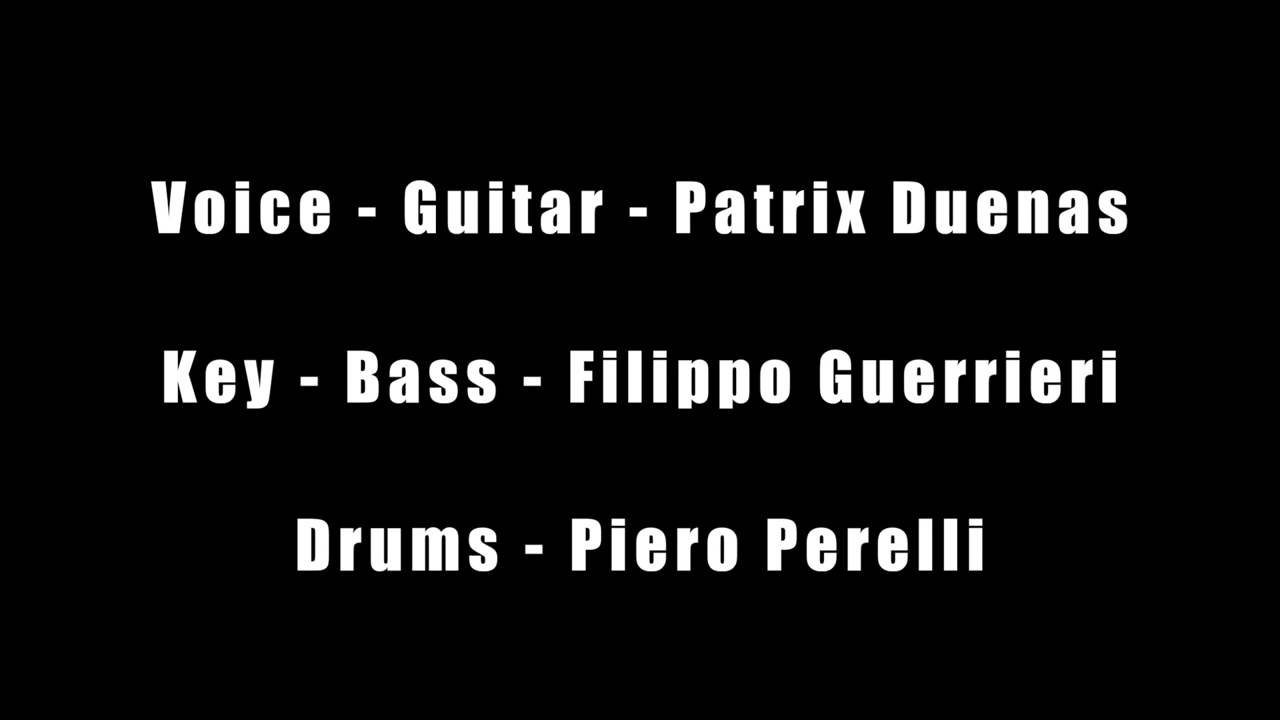 Voice - Guitar - Patrix Duenas
Key - Bass - Filippo Guerrieri
Drums - Piero Perelli